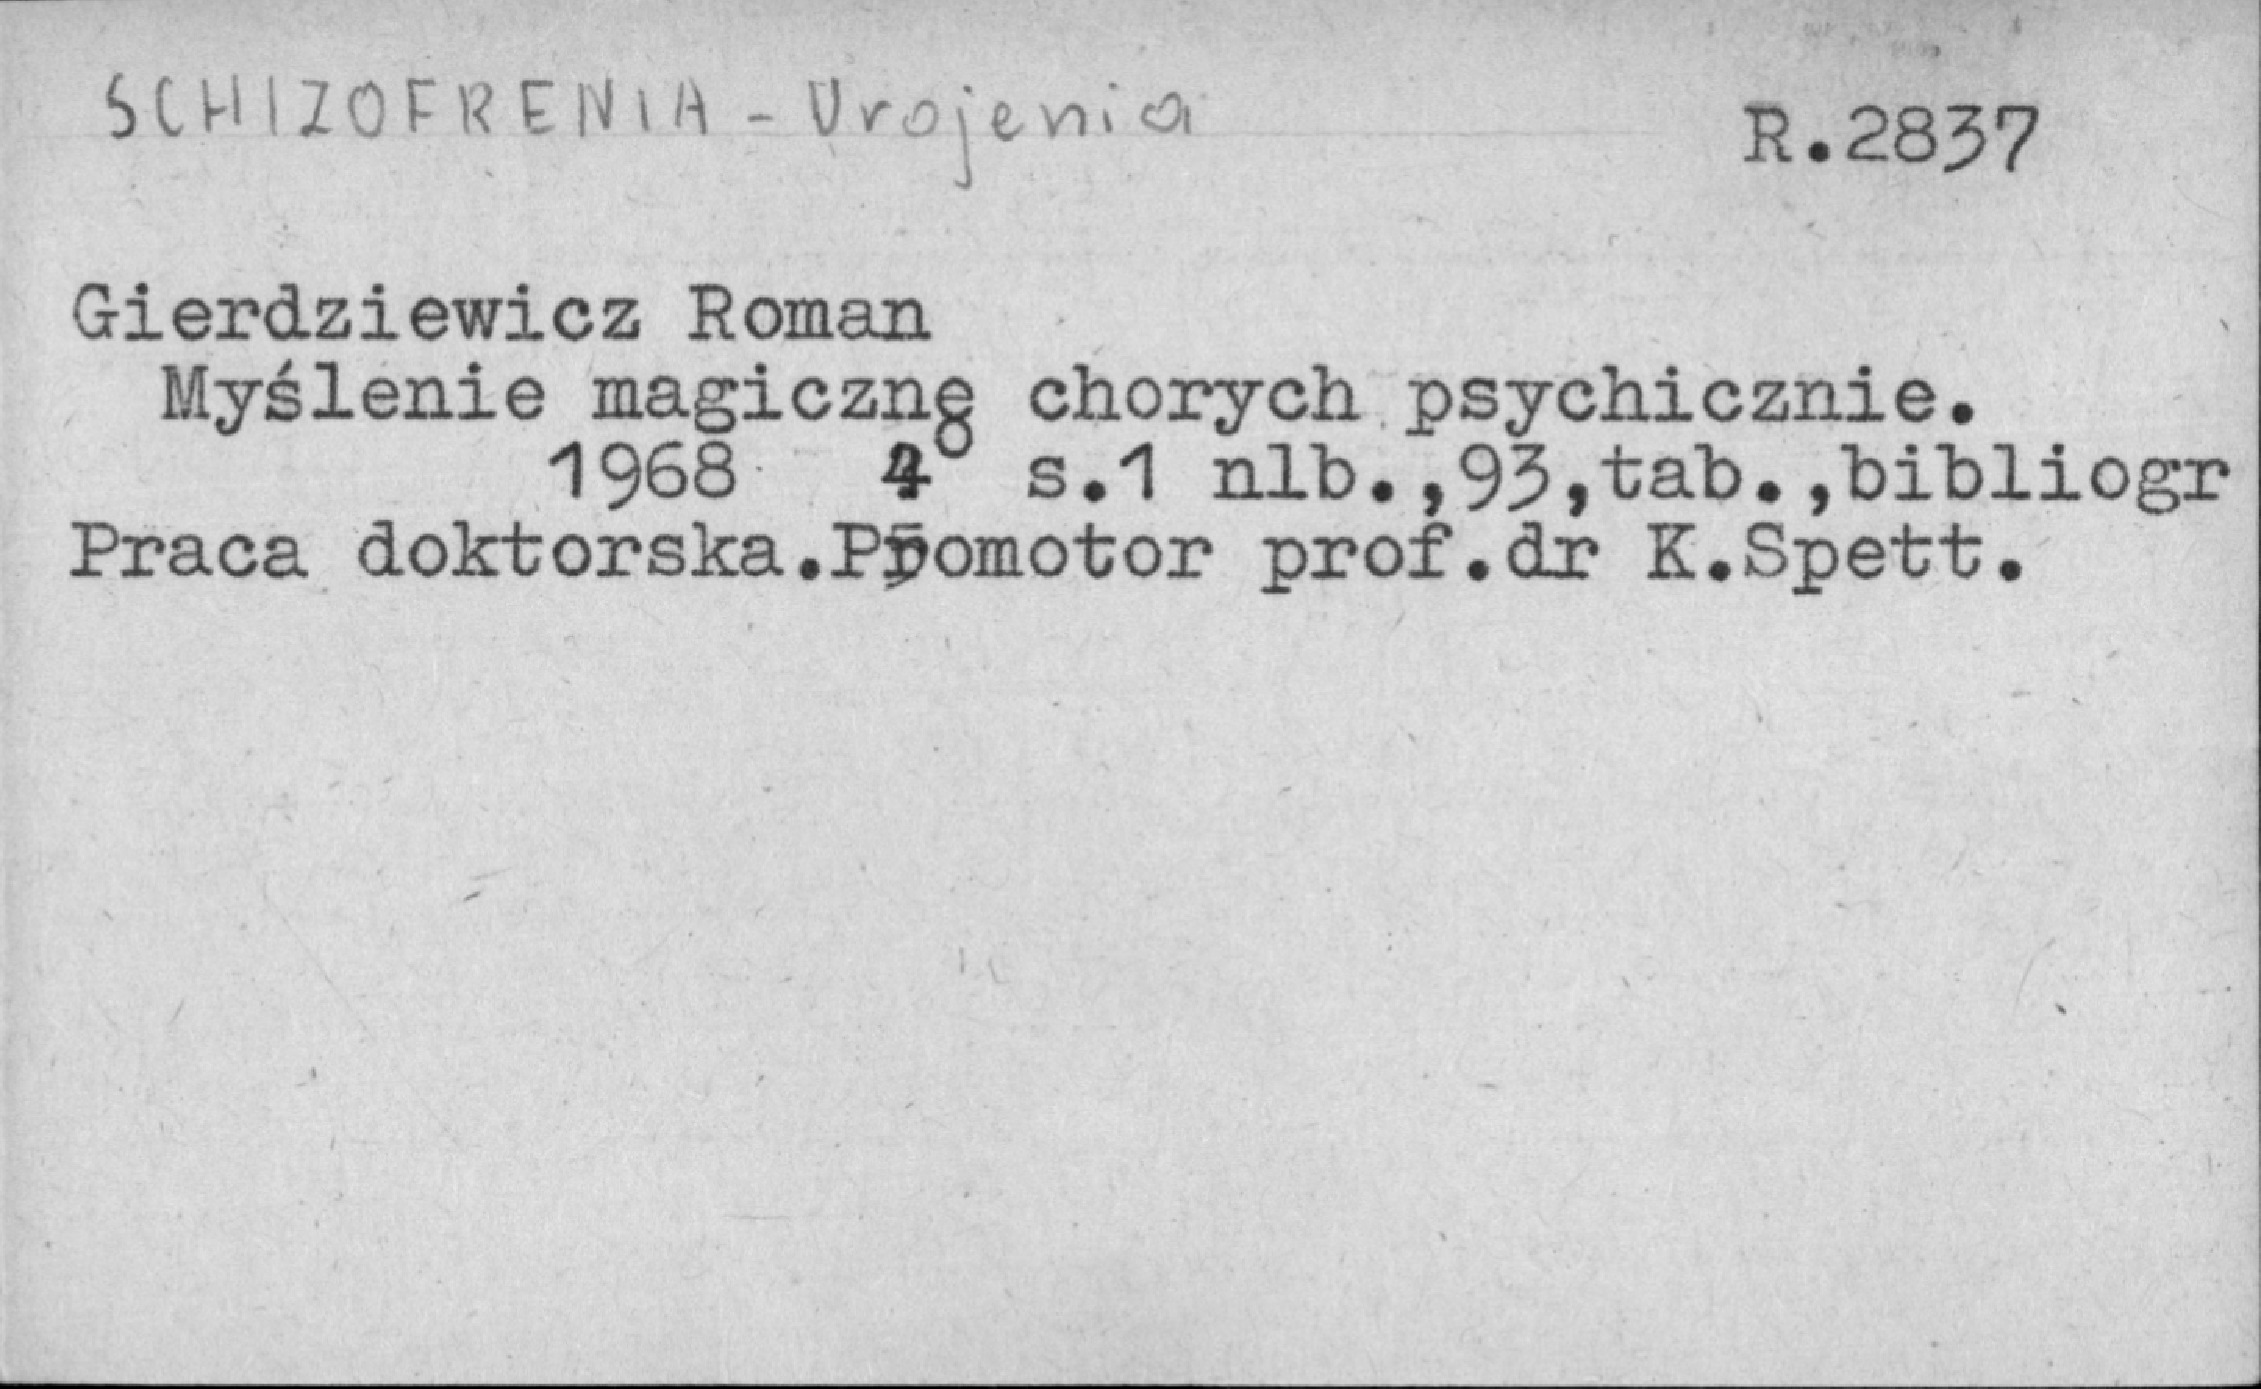 SCHIZOFRENIA - Urojenia
R.2837
Gierdziewicz Roman
Myślenie magiczne chorych psychicznie.
1968 4° s.1 nlb.,93,tab.,bibliogr
Praca doktorska.Promotor prof.dr K.Spett.